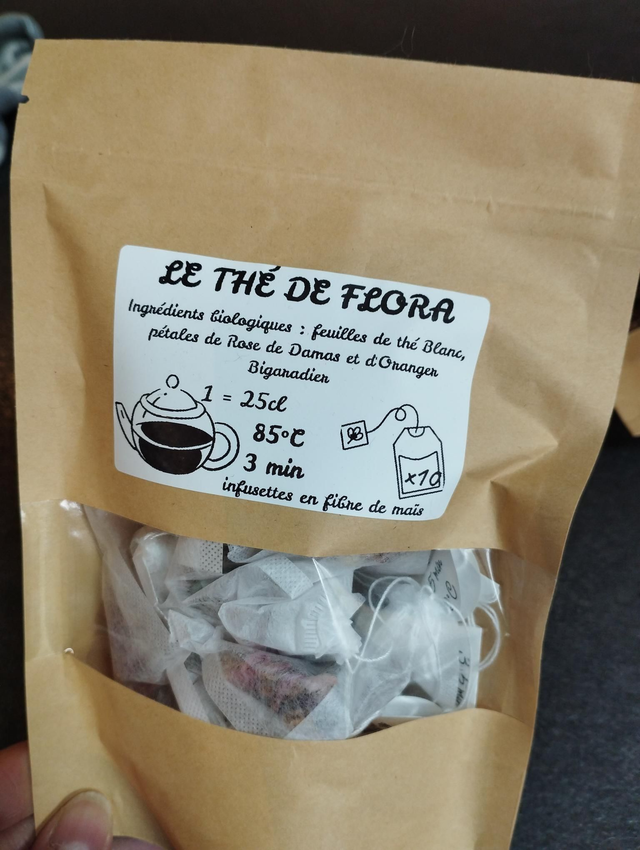 LE THÉ DE FLORA
Ingrédients biologiques : feuilles de thé Blanc,
pétales de Rose de Damas et d'Oranger
Bigaradier
1 = 25cl
85°C
3 min
x10
infusettes en fibre de maïs